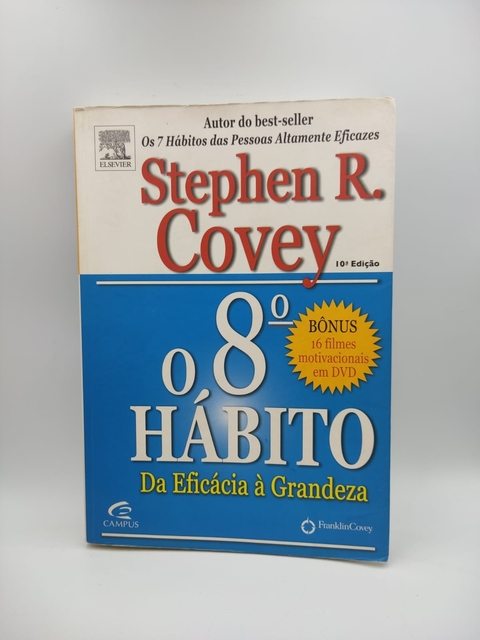 Autor do best-seller
Os 7 Hábitos das Pessoas Altamente Eficazes
ELSEVIER
Stephen R.
Covey
10ª Edição
O 8º
HÁBITO
BÔNUS
16 filmes
motivacionais
em DVD
Da Eficácia à Grandeza
CAMPUS
FranklinCovey